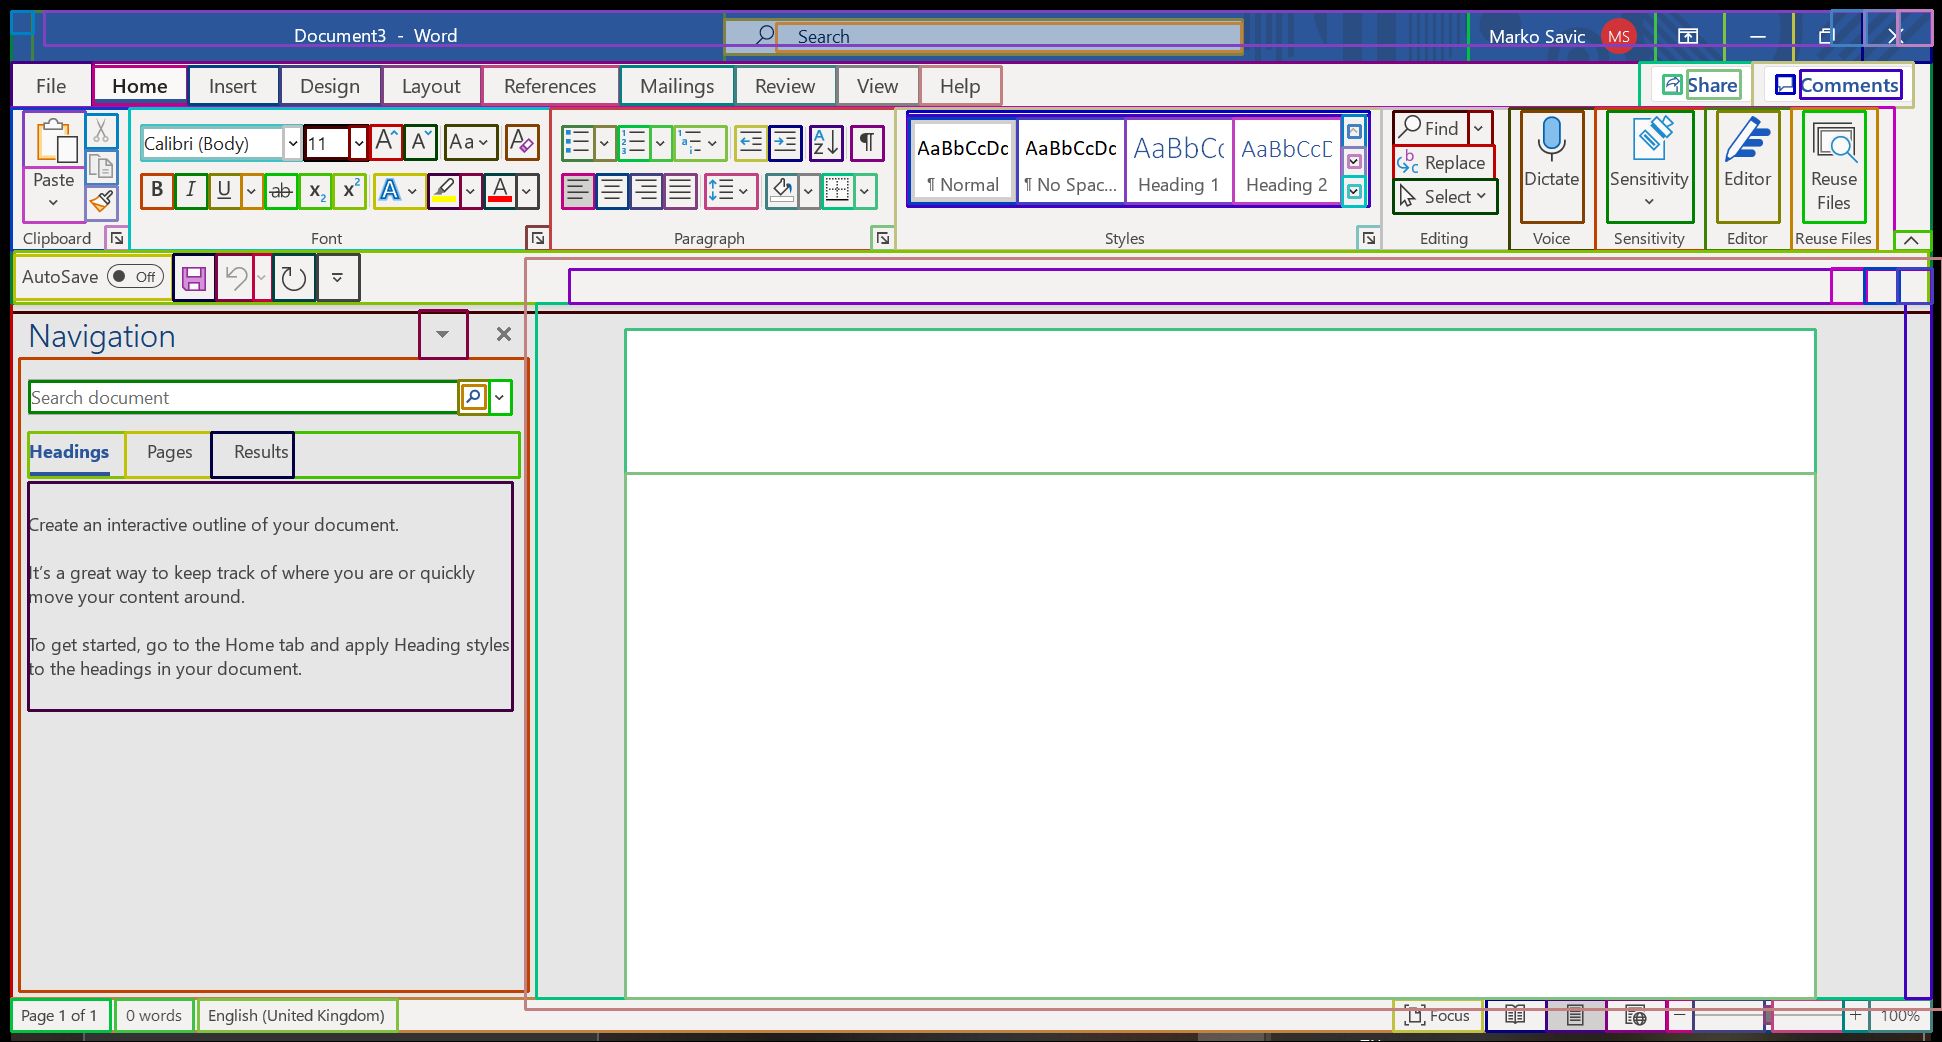 Document3 - Word
Search
Marko Savic
MS
File
Home
Insert
Design
Layout
References
Mailings
Review
View
Help
Share
Comments
Paste
Clipboard
Calibri (Body)
11
Aa
B
I
U
ab
x₂
x²
A
A
Font
Paragraph
AaBbCcDc
¶ Normal
AaBbCcDc
¶ No Spac...
AaBbCc
Heading 1
AaBbCcE
Heading 2
Styles
Find
Replace
Select
Editing
Dictate
Voice
Sensitivity
Sensitivity
Editor
Editor
Reuse
Files
Reuse Files
AutoSave
Off
Navigation
Search document
Headings
Pages
Results
Create an interactive outline of your document.
It's a great way to keep track of where you are or quickly
move your content around.
To get started, go to the Home tab and apply Heading styles
to the headings in your document.
Page 1 of 1
0 words
English (United Kingdom)
Focus
100%